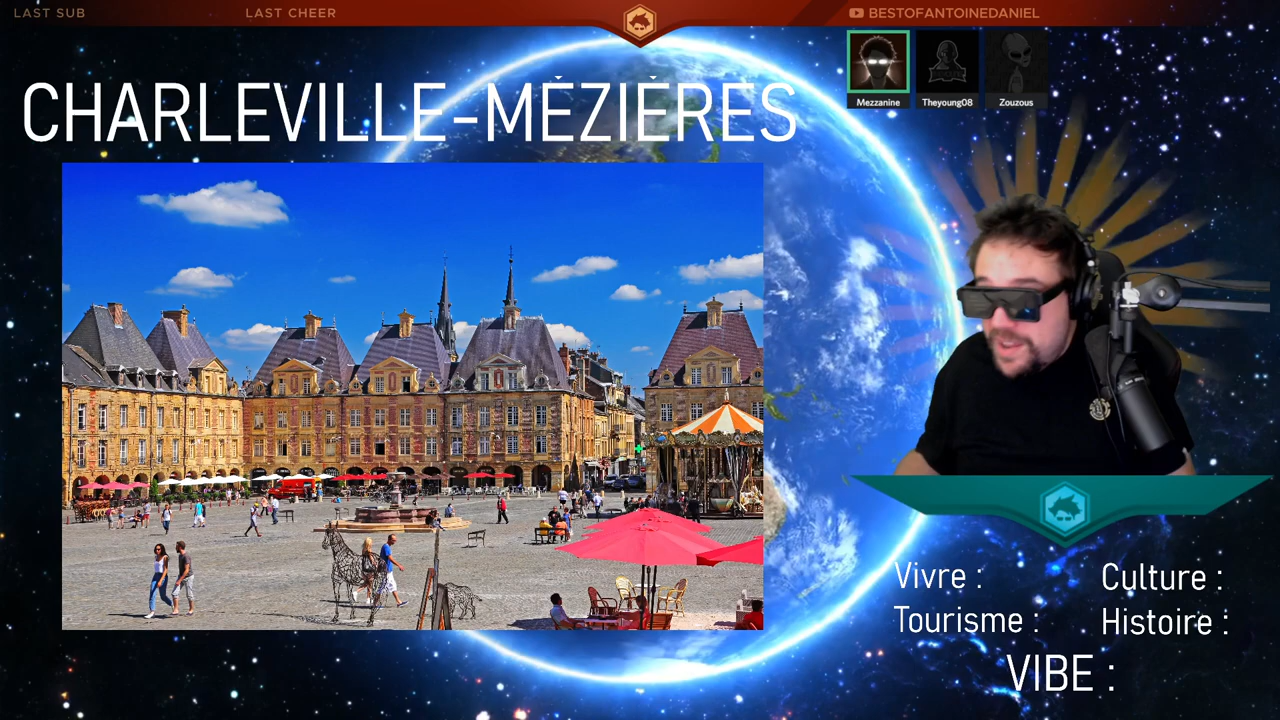 LAST SUB
LAST CHEER
BESTOFANTOINEDANIEL
Mezzanine
Theyoung08
Zouzous
CHARLEVILLE-MÉZIÈRES
Vivre :
Culture :
Tourisme :
Histoire :
VIBE :